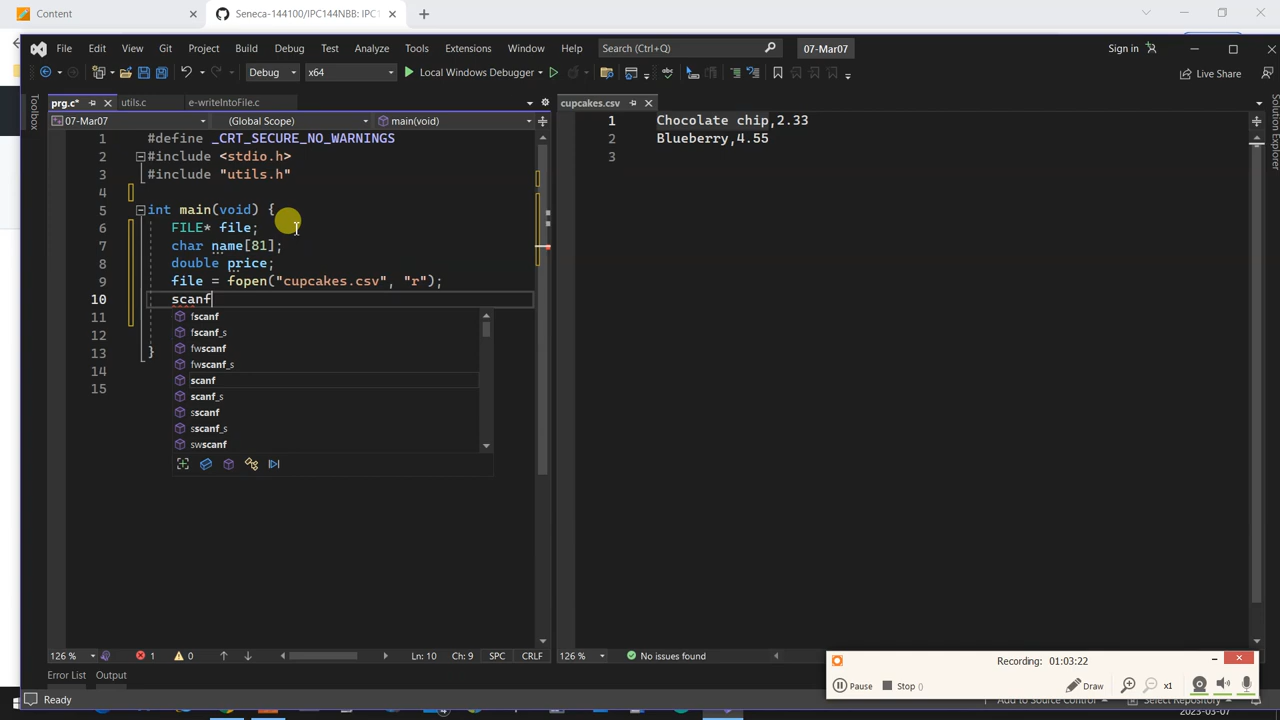 Content
Seneca-144100/IPC144NBB: IPC1
File Edit View Git Project Build Debug Test Analyze Tools Extensions Window Help Search (Ctrl+Q) 07-Mar07 Sign in
Debug x64 Local Windows Debugger Live Share
Toolbox
prg.c* utils.c e-writeIntoFile.c
cupcakes.csv
Solution Explorer
07-Mar07 (Global Scope) main(void)
1 #define _CRT_SECURE_NO_WARNINGS
2 #include <stdio.h>
3 #include "utils.h"
4
5 int main(void) {
6 FILE* file;
7 char name[81];
8 double price;
9 file = fopen("cupcakes.csv", "r");
10 scanf
11
12
13 }
14
15
fscanf
fscanf_s
fwscanf
fwscanf_s
scanf
scanf_s
sscanf
sscanf_s
swscanf
1 Chocolate chip,2.33
2 Blueberry,4.55
3
126 % 1 0 Ln: 10 Ch: 9 SPC CRLF
126 % No issues found
Error List Output
Ready
Recording: 01:03:22
Pause Stop () Draw x1
Add to Source Control Select Repository
2023-03-07